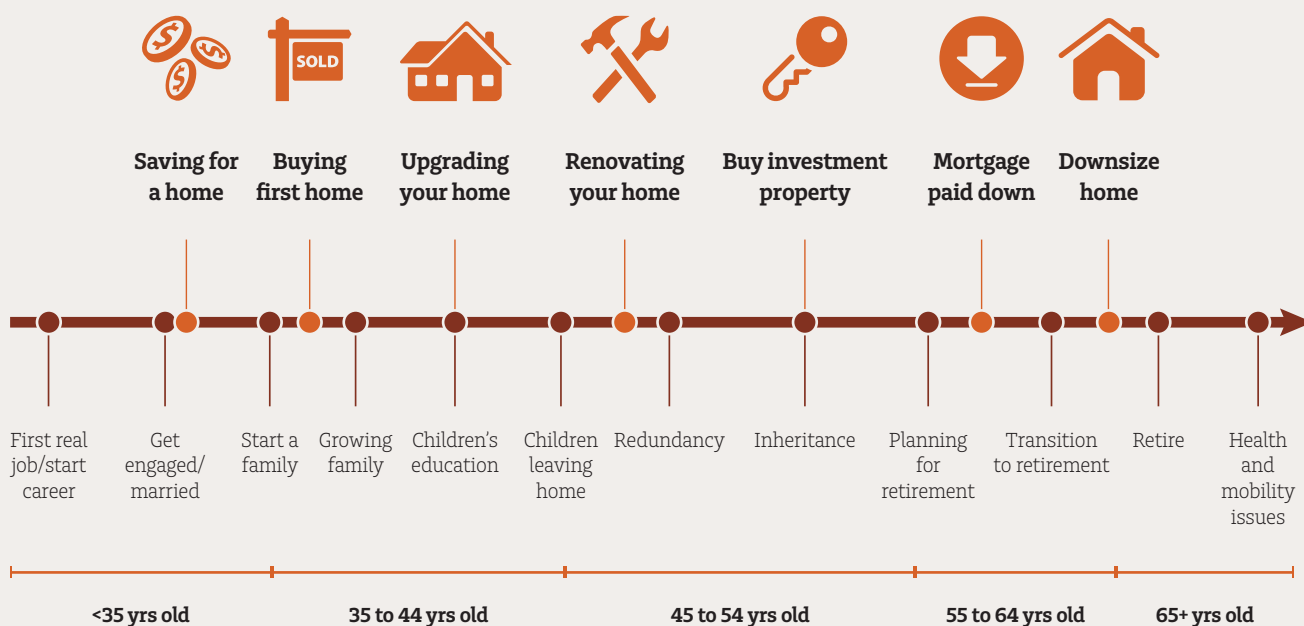 SOLD
Saving for
a home
Buying
first home
Upgrading
your home
Renovating
your home
Buy investment
property
Mortgage
paid down
Downsize
home
First real
job/start
career
Get
engaged/
married
Start a
family
Growing
family
Children's
education
Children
leaving
home
Redundancy
Inheritance
Planning
for
retirement
Transition
to retirement
Retire
Health
and
mobility
issues
<35 yrs old
35 to 44 yrs old
45 to 54 yrs old
55 to 64 yrs old
65+ yrs old